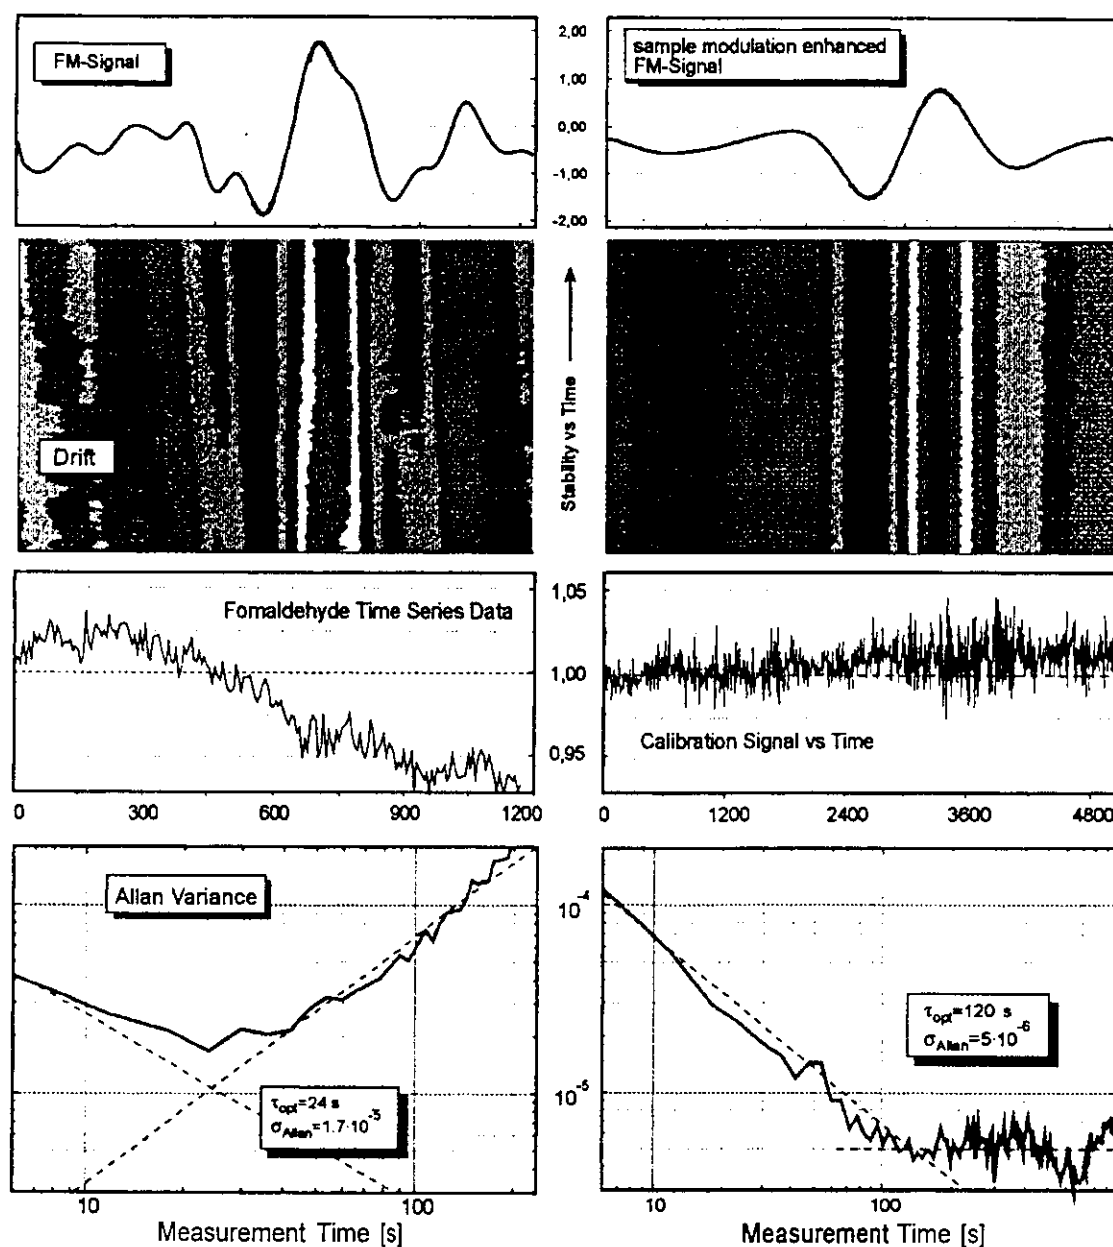 FM-Signal
2,00
1,00
0,00
-1,00
-2,00
sample modulation enhanced
FM-Signal
Drift
Stability vs Time
Fomaldehyde Time Series Data
1,05
1,00
0,95
Calibration Signal vs Time
0 300 600 900 1200
0 1200 2400 3600 4800
Allan Variance
10⁻⁴
10⁻⁵
τopt=24 s
σAllan=1.7·10⁻⁵
τopt=120 s
σAllan=5·10⁻⁶
10 100
10 100
Measurement Time [s]
Measurement Time [s]